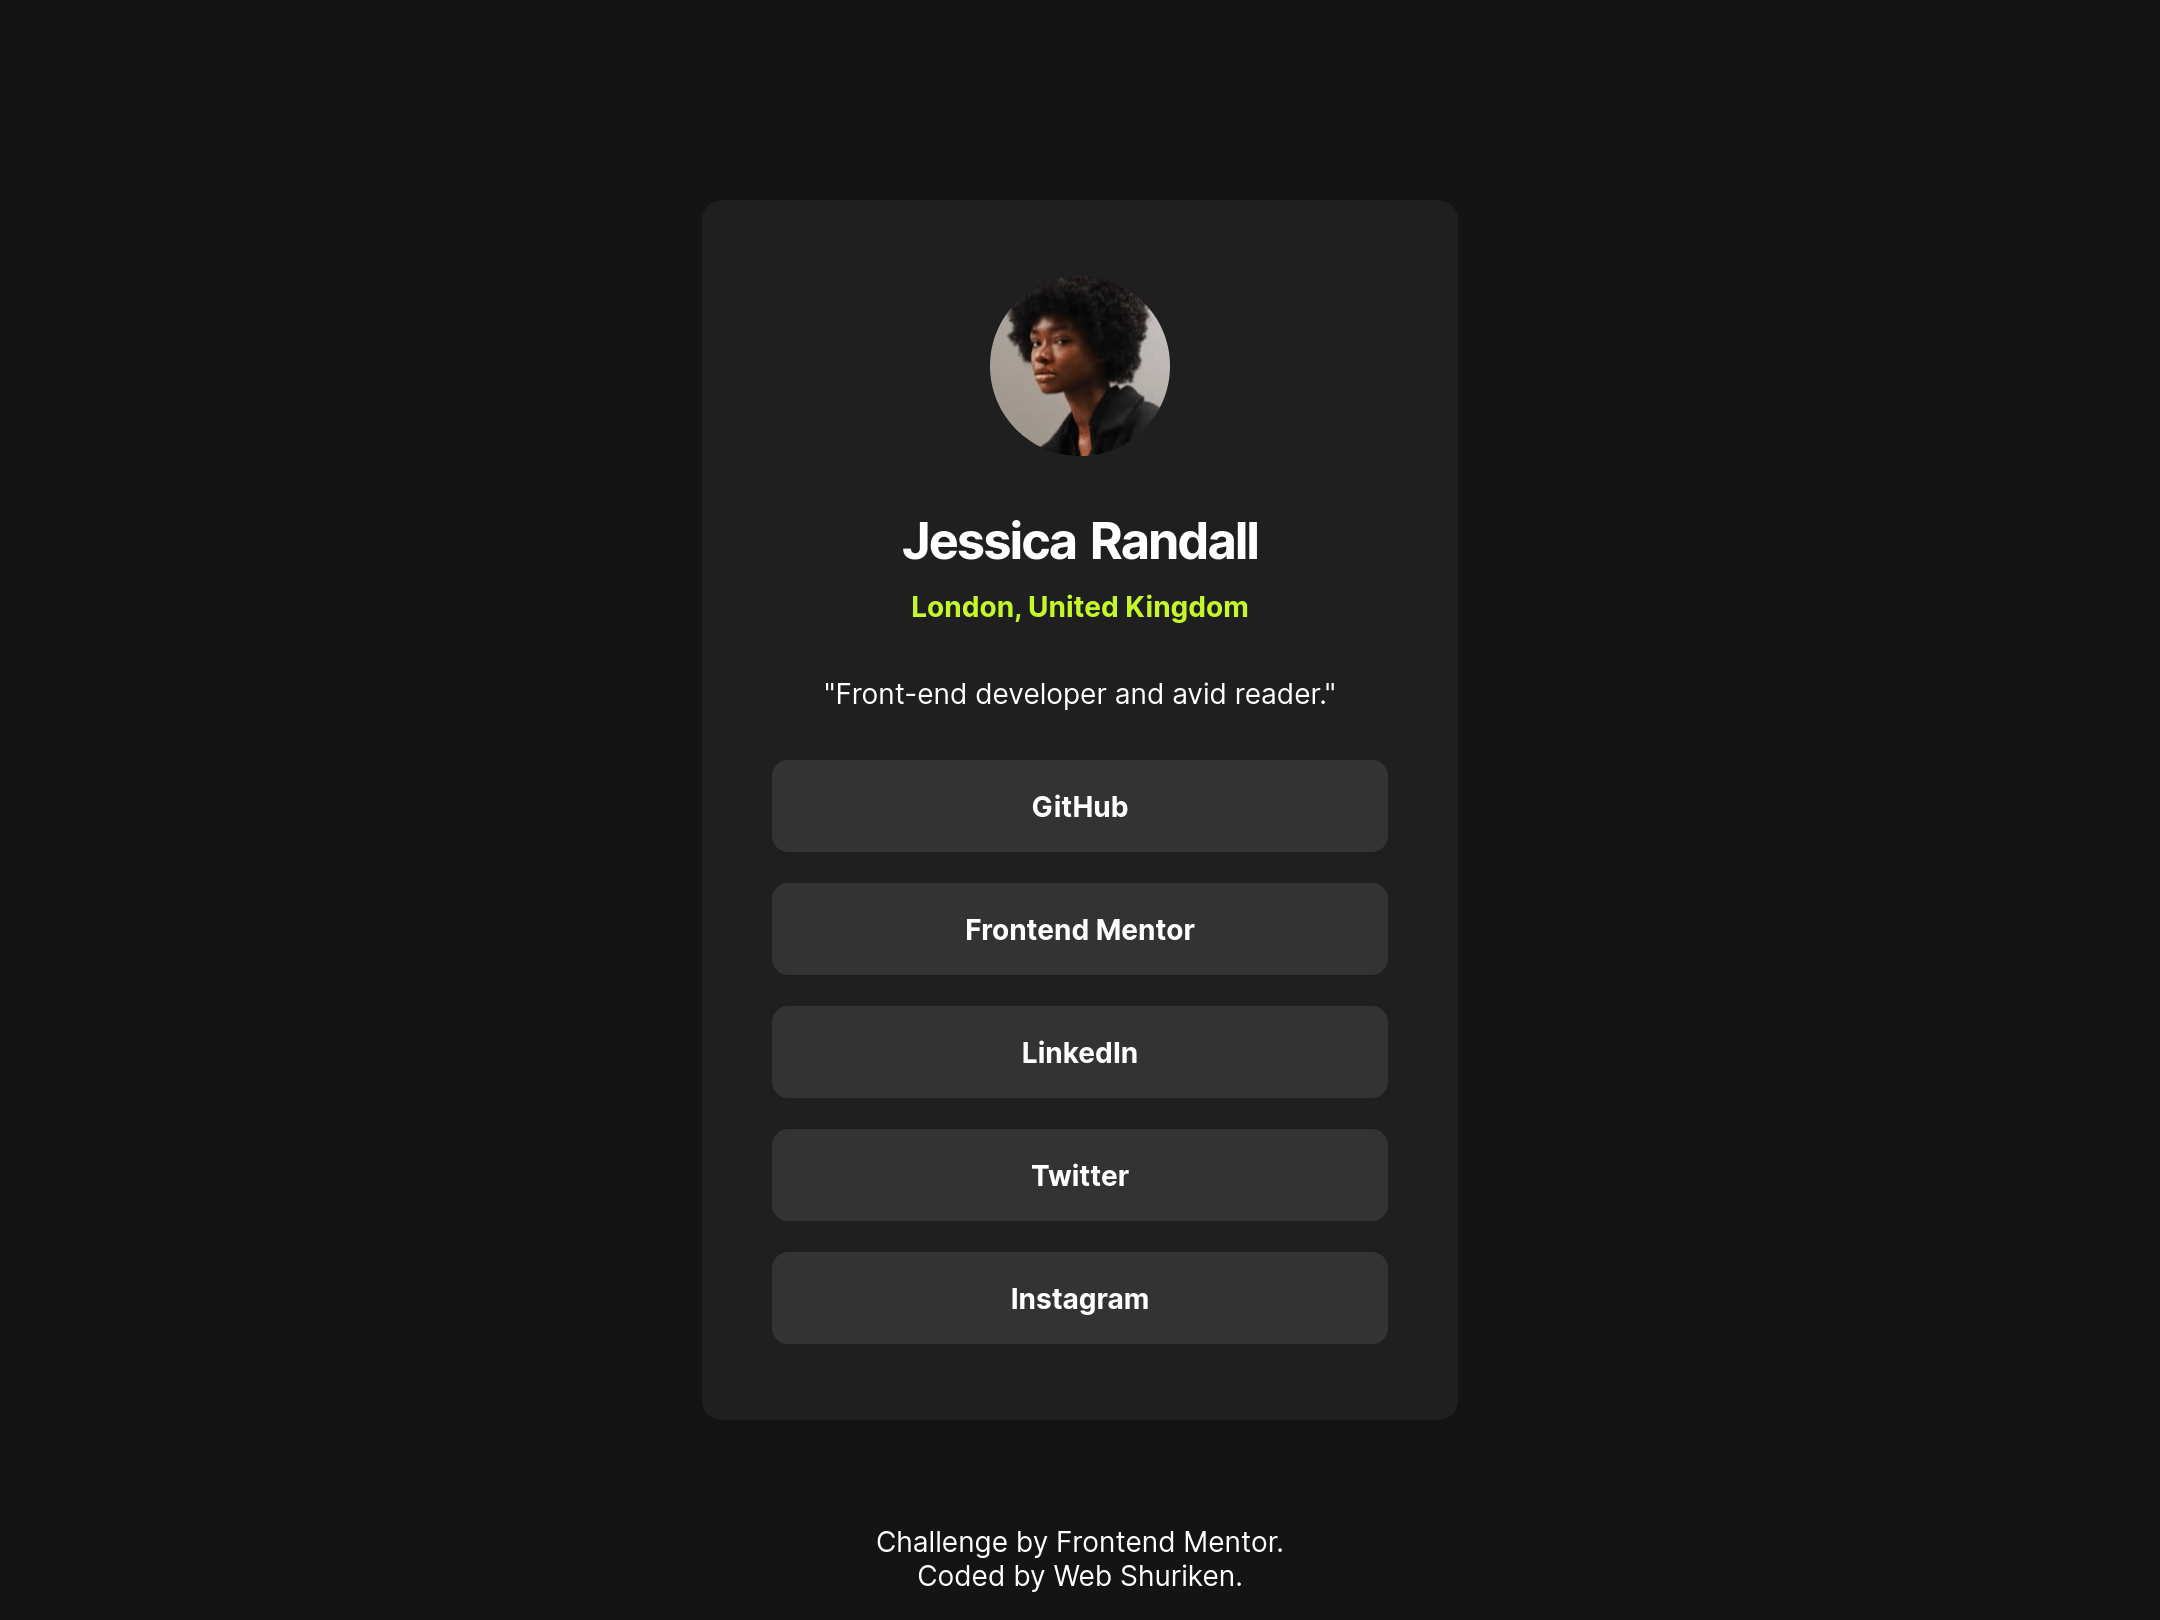 Jessica Randall
London, United Kingdom
"Front-end developer and avid reader."
GitHub
Frontend Mentor
LinkedIn
Twitter
Instagram
Challenge by Frontend Mentor.
Coded by Web Shuriken.